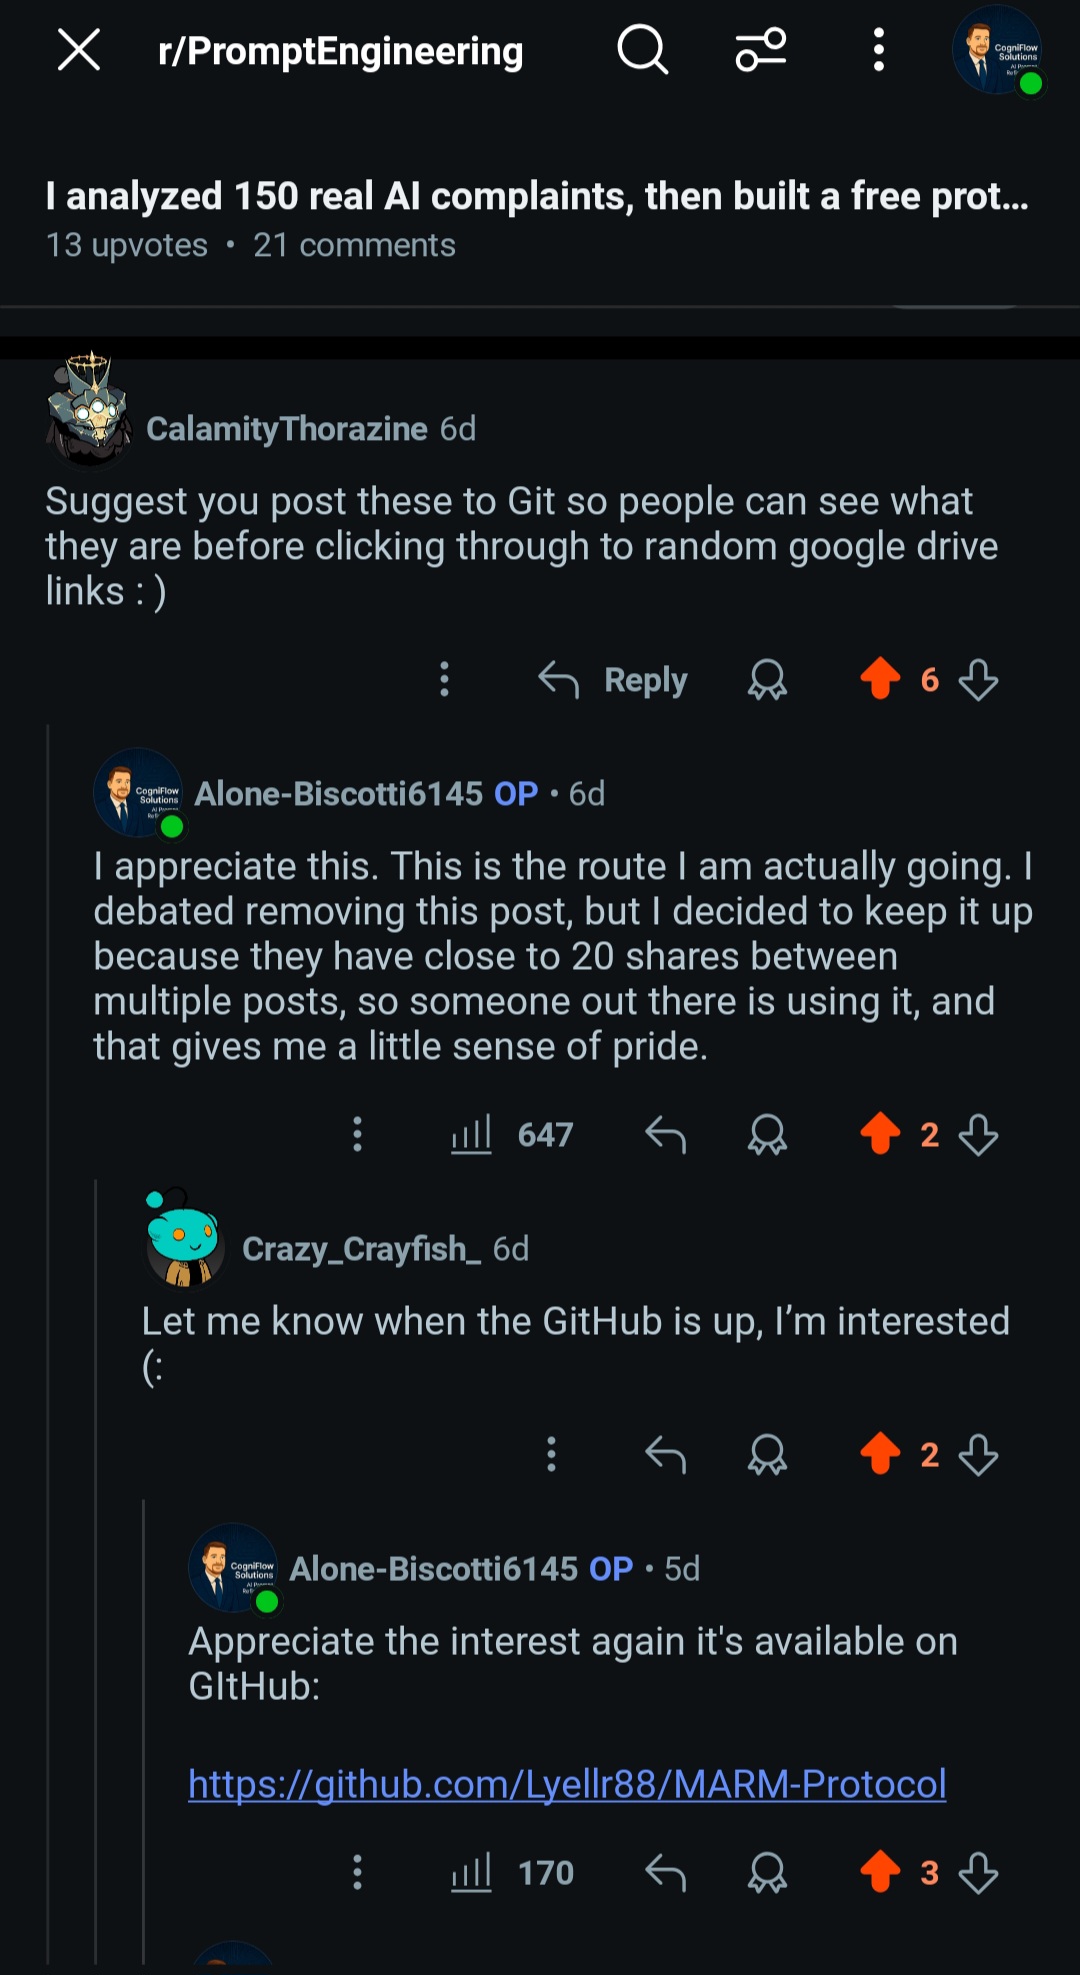 r/PromptEngineering
CogniFlow
Solutions
I analyzed 150 real AI complaints, then built a free prot...
13 upvotes • 21 comments
CalamityThorazine 6d
Suggest you post these to Git so people can see what
they are before clicking through to random google drive
links : )
Reply
6
CogniFlow
Solutions
Alone-Biscotti6145 OP • 6d
I appreciate this. This is the route I am actually going. I
debated removing this post, but I decided to keep it up
because they have close to 20 shares between
multiple posts, so someone out there is using it, and
that gives me a little sense of pride.
647
2
Crazy_Crayfish_ 6d
Let me know when the GitHub is up, I’m interested
(:
2
CogniFlow
Solutions
Alone-Biscotti6145 OP • 5d
Appreciate the interest again it's available on
GItHub:
https://github.com/Lyellr88/MARM-Protocol
170
3